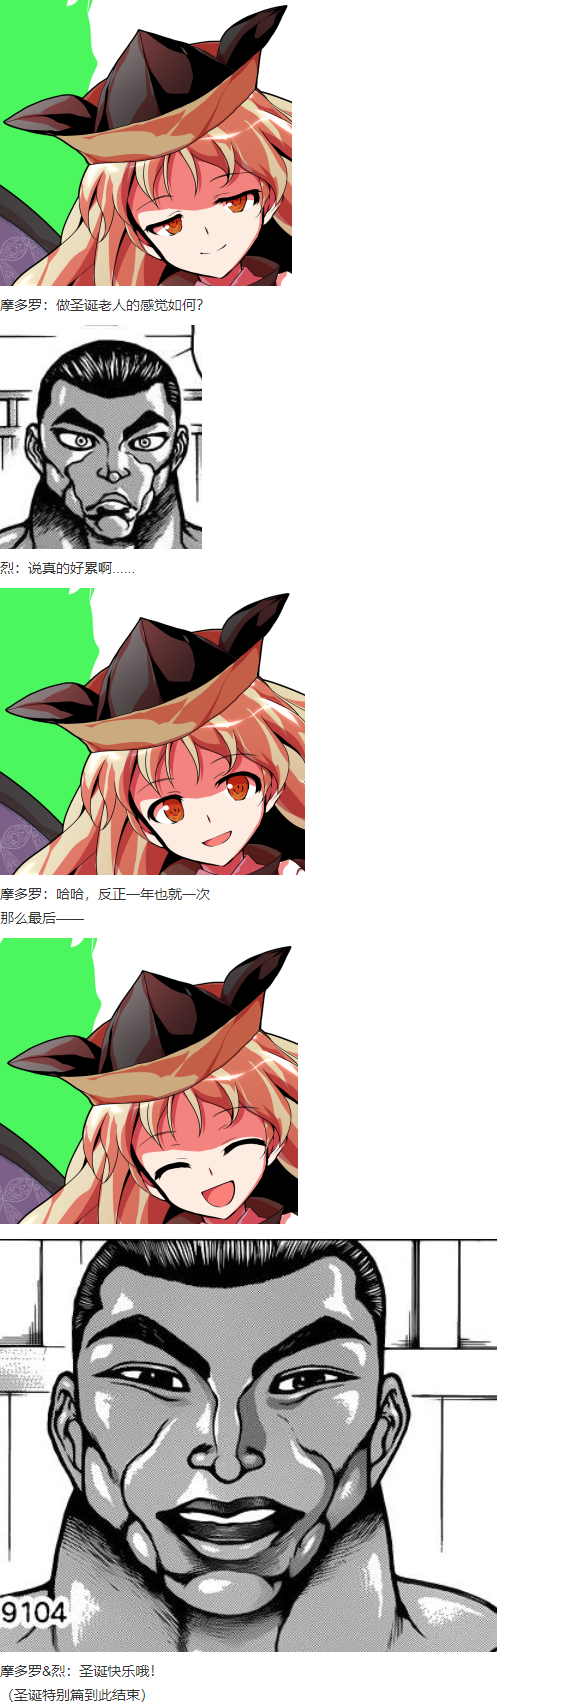 摩多罗：做圣诞老人的感觉如何？
烈：说真的好累啊......
摩多罗：哈哈，反正一年也就一次
那么最后——
9104
摩多罗&烈：圣诞快乐哦！
（圣诞特别篇到此结束）